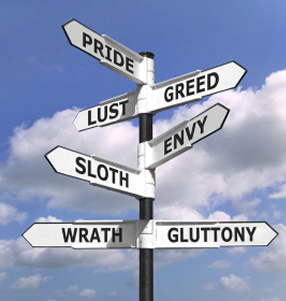 PRIDE
GREED
LUST
ENVY
SLOTH
WRATH
GLUTTONY